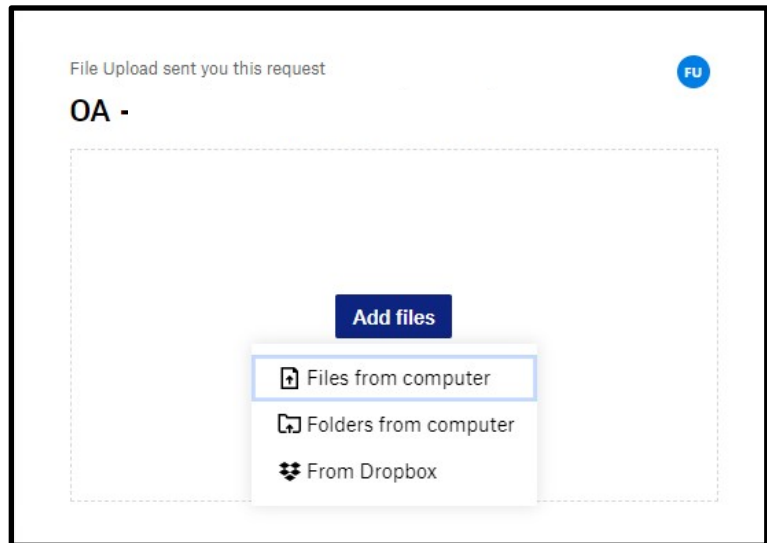 File Upload sent you this request
FU
OA -
Add files
Files from computer
Folders from computer
From Dropbox